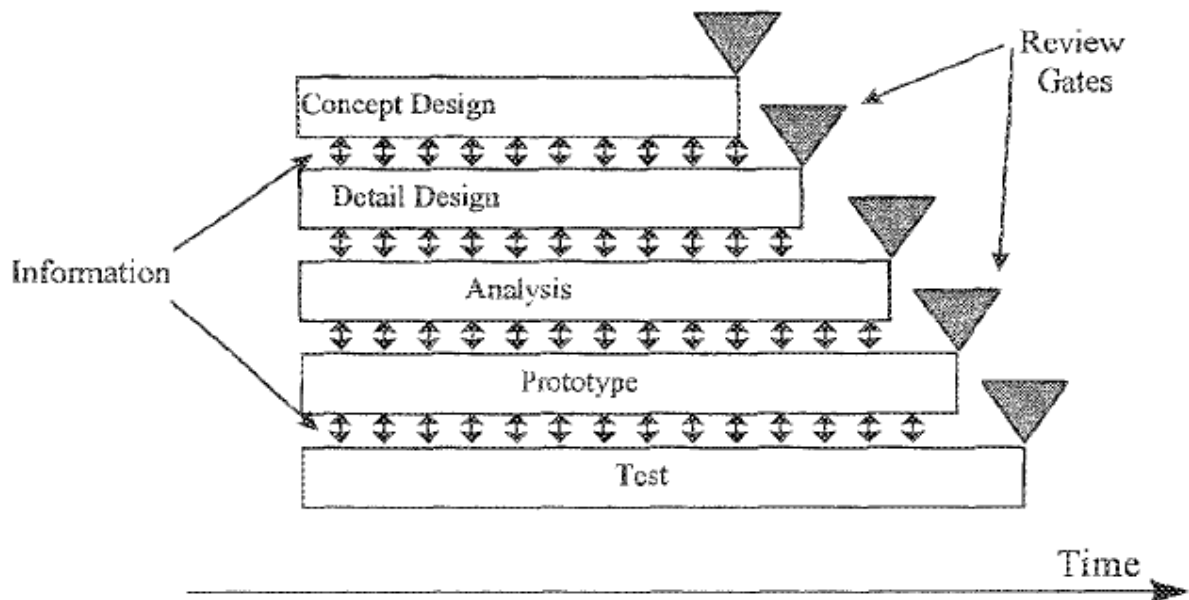 Review
Gates
Concept Design
Detail Design
Information
Analysis
Prototype
Test
Time